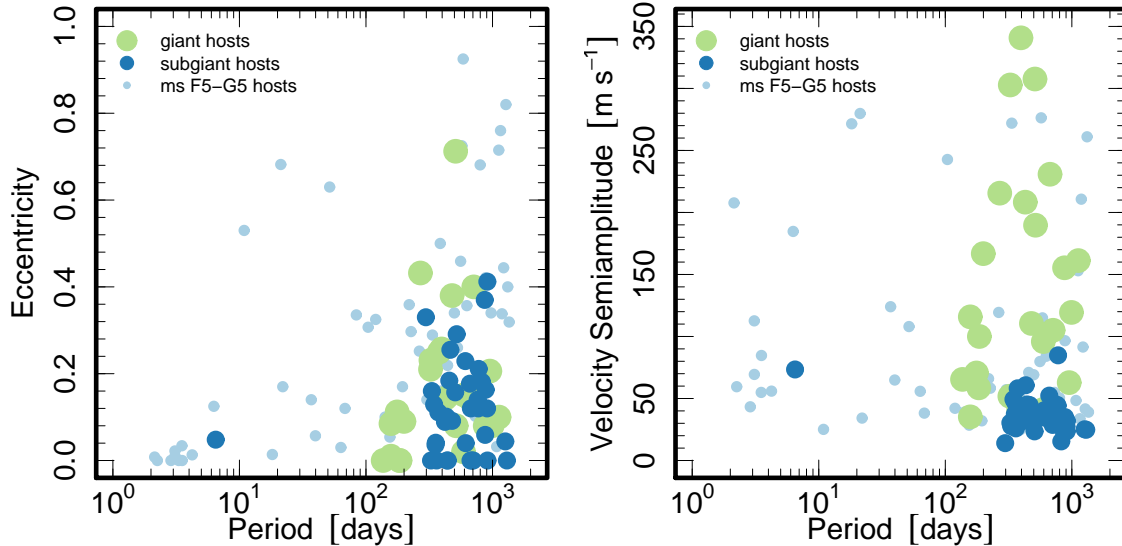 Eccentricity
1.0
0.8
0.6
0.4
0.2
0.0
giant hosts
subgiant hosts
ms F5−G5 hosts
10^0 10^1 10^2 10^3
Period [days]
Velocity Semiamplitude [m s^−1]
350
250
150
50
0
giant hosts
subgiant hosts
ms F5−G5 hosts
10^0 10^1 10^2 10^3
Period [days]